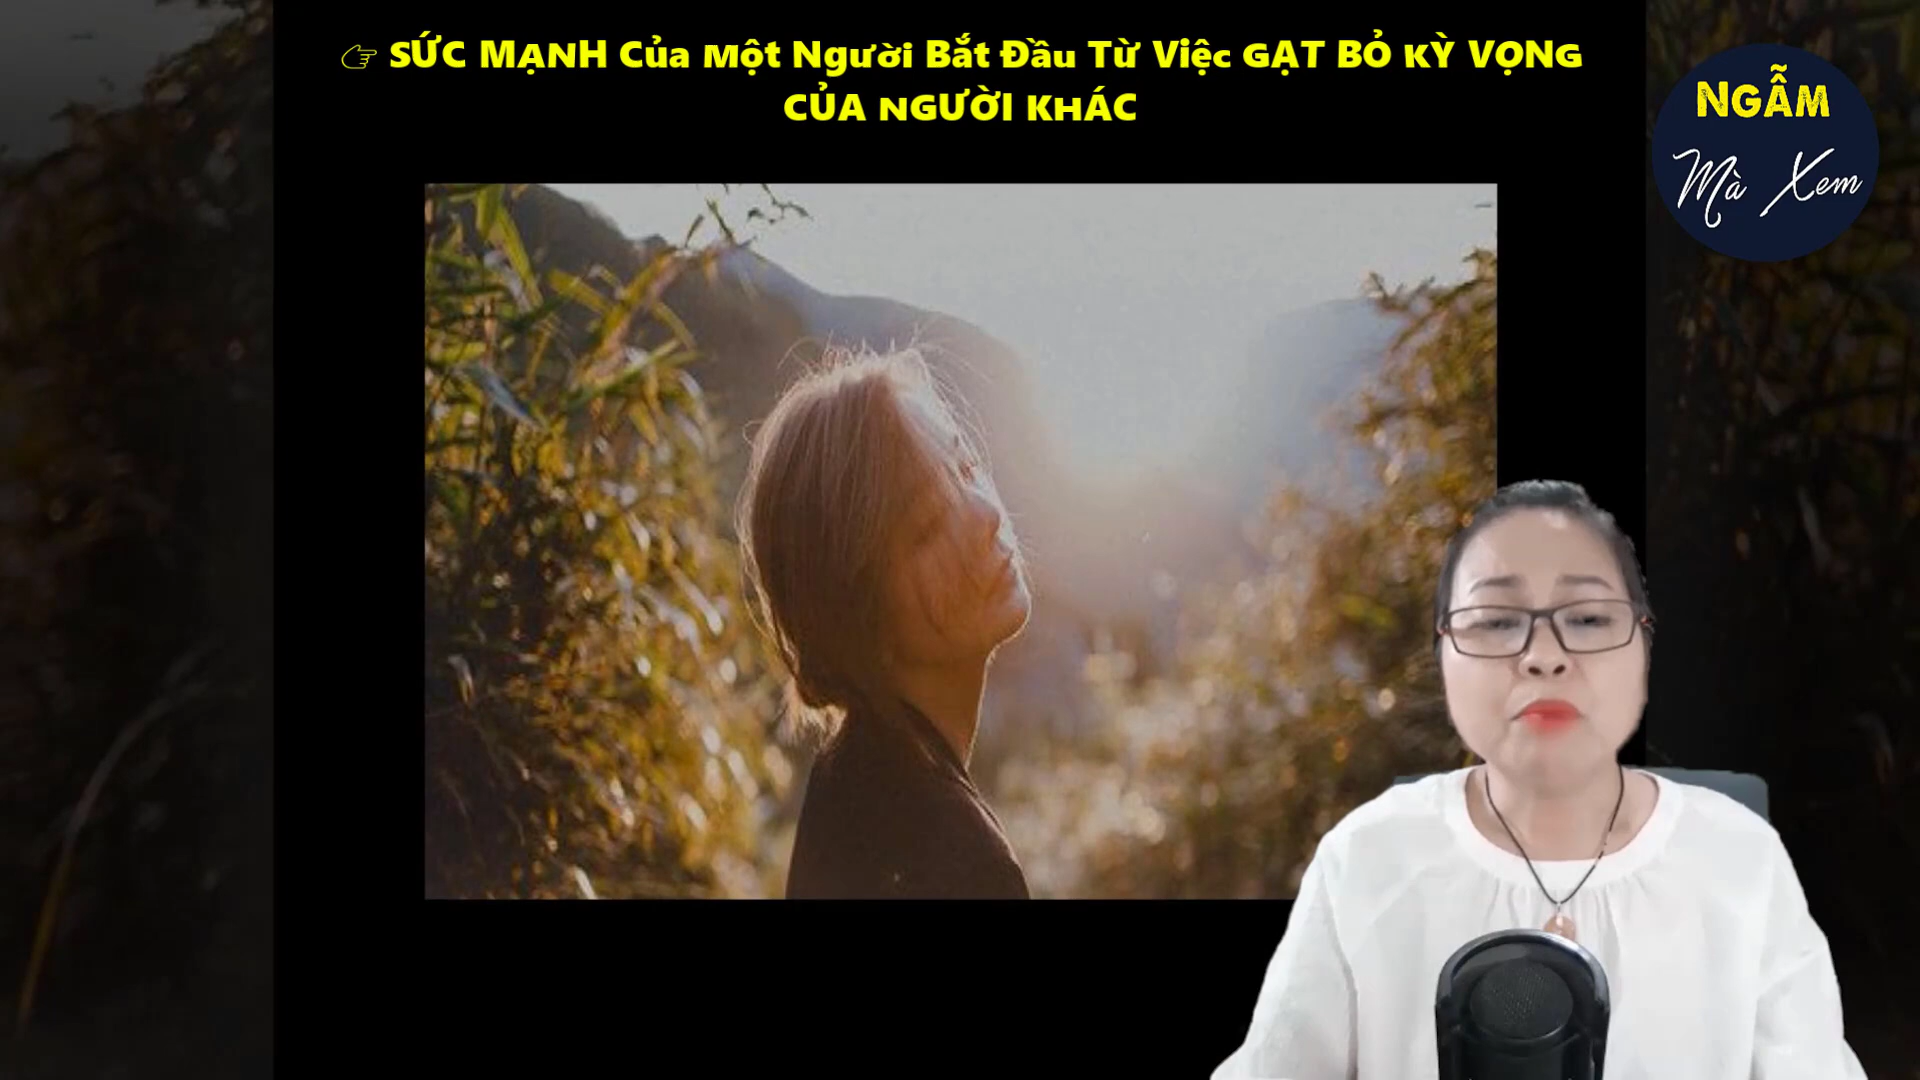 👉 SỨC MẠNH Của Một Người Bắt Đầu Từ Việc GẠT BỎ KỲ VỌNG
CỦA NGƯỜI KHÁC
NGẪM
Mà Xem